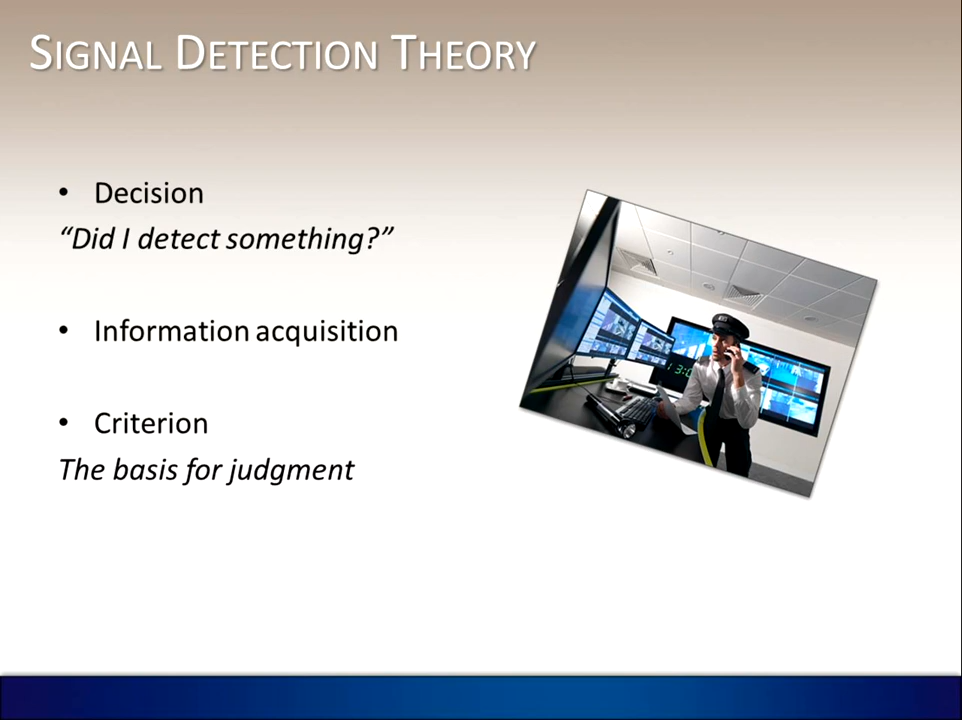 SIGNAL DETECTION THEORY
• Decision
“Did I detect something?”
• Information acquisition
• Criterion
The basis for judgment